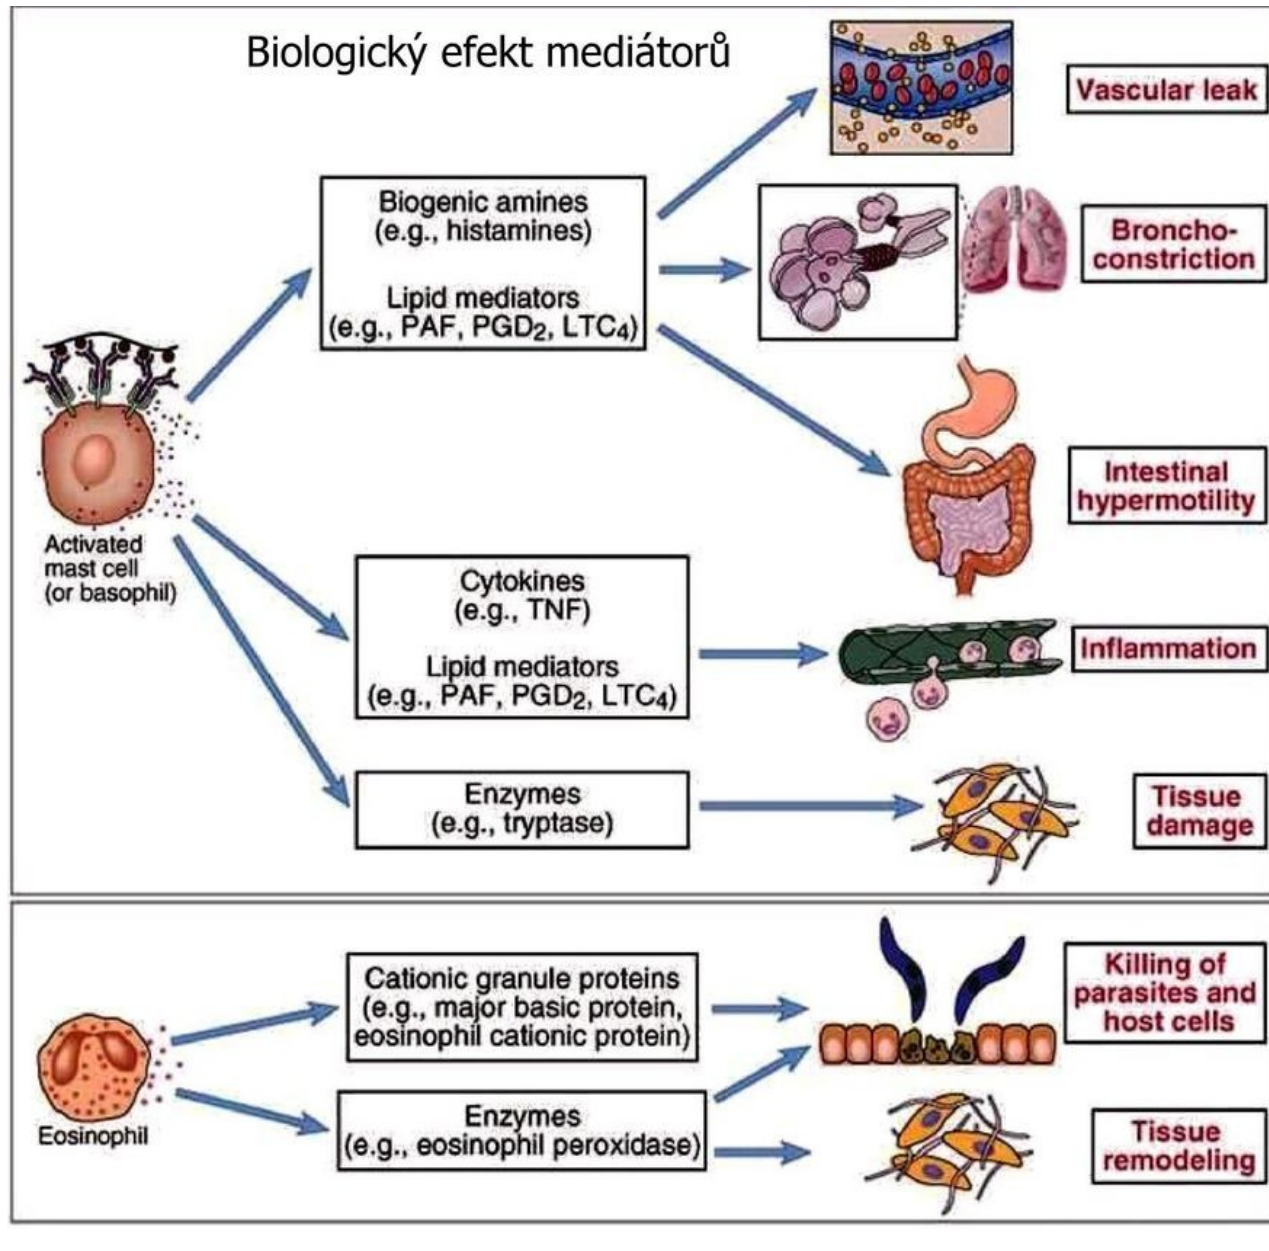 Biologický efekt mediátorů
Vascular leak
Biogenic amines
(e.g., histamines)
Lipid mediators
(e.g., PAF, PGD₂, LTC₄)
Broncho-
constriction
Intestinal
hypermotility
Activated
mast cell
(or basophil)
Cytokines
(e.g., TNF)
Lipid mediators
(e.g., PAF, PGD₂, LTC₄)
Inflammation
Enzymes
(e.g., tryptase)
Tissue
damage
Cationic granule proteins
(e.g., major basic protein,
eosinophil cationic protein)
Killing of
parasites and
host cells
Eosinophil
Enzymes
(e.g., eosinophil peroxidase)
Tissue
remodeling